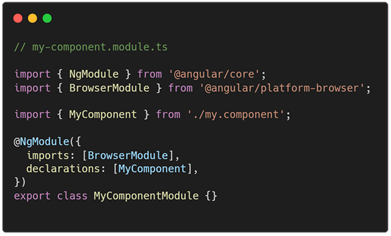 // my-component.module.ts
import { NgModule } from '@angular/core';
import { BrowserModule } from '@angular/platform-browser';
import { MyComponent } from './my.component';
@NgModule({
  imports: [BrowserModule],
  declarations: [MyComponent],
})
export class MyComponentModule {}